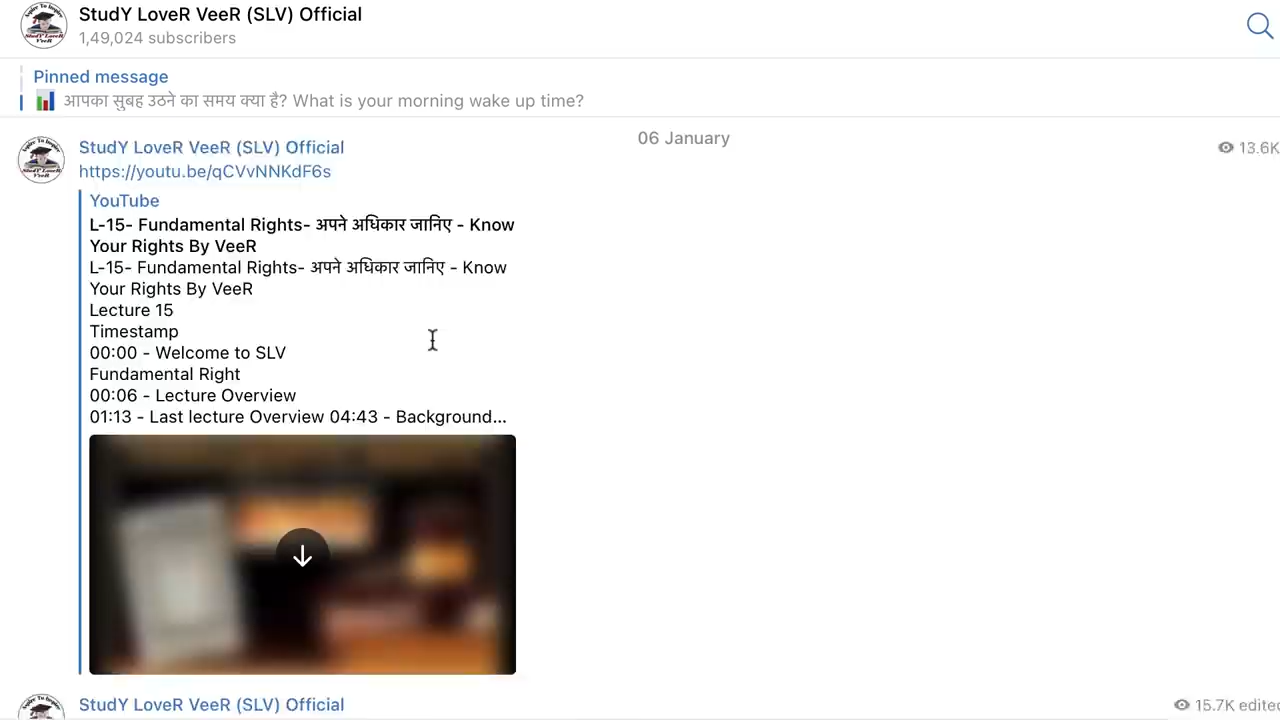 StudY LoveR VeeR (SLV) Official
1,49,024 subscribers
Pinned message
आपका सुबह उठने का समय क्या है? What is your morning wake up time?
06 January
StudY LoveR VeeR (SLV) Official
13.6K
https://youtu.be/qCVvNNKdF6s
YouTube
L-15- Fundamental Rights- अपने अधिकार जानिए - Know
Your Rights By VeeR
L-15- Fundamental Rights- अपने अधिकार जानिए - Know
Your Rights By VeeR
Lecture 15
Timestamp
00:00 - Welcome to SLV
Fundamental Right
00:06 - Lecture Overview
01:13 - Last lecture Overview 04:43 - Background...
StudY LoveR VeeR (SLV) Official
15.7K edited